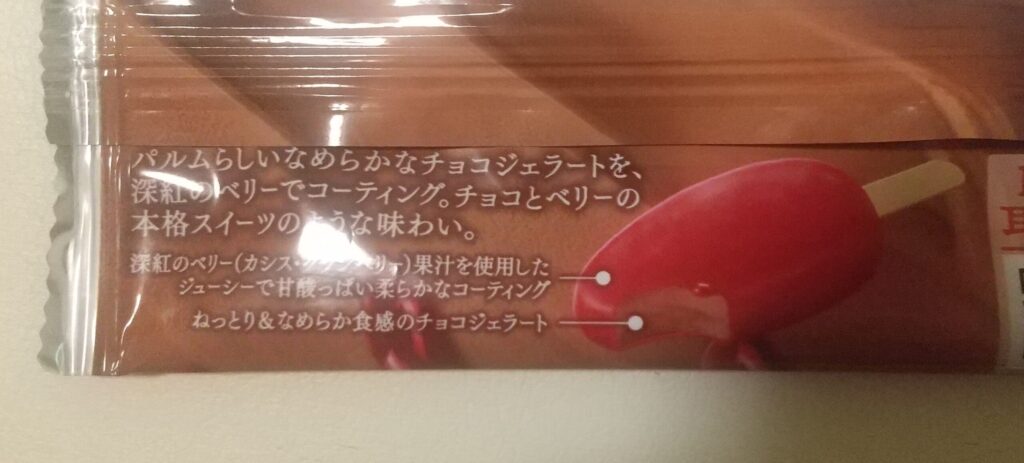 パルムらしいなめらかなチョコジェラートを、
深紅のベリーでコーティング。チョコとベリーの
本格スイーツのような味わい。
深紅のベリー(カシス・クランベリー)果汁を使用した
ジューシーで甘酸っぱい柔らかなコーティング
ねっとり&なめらか食感のチョコジェラート